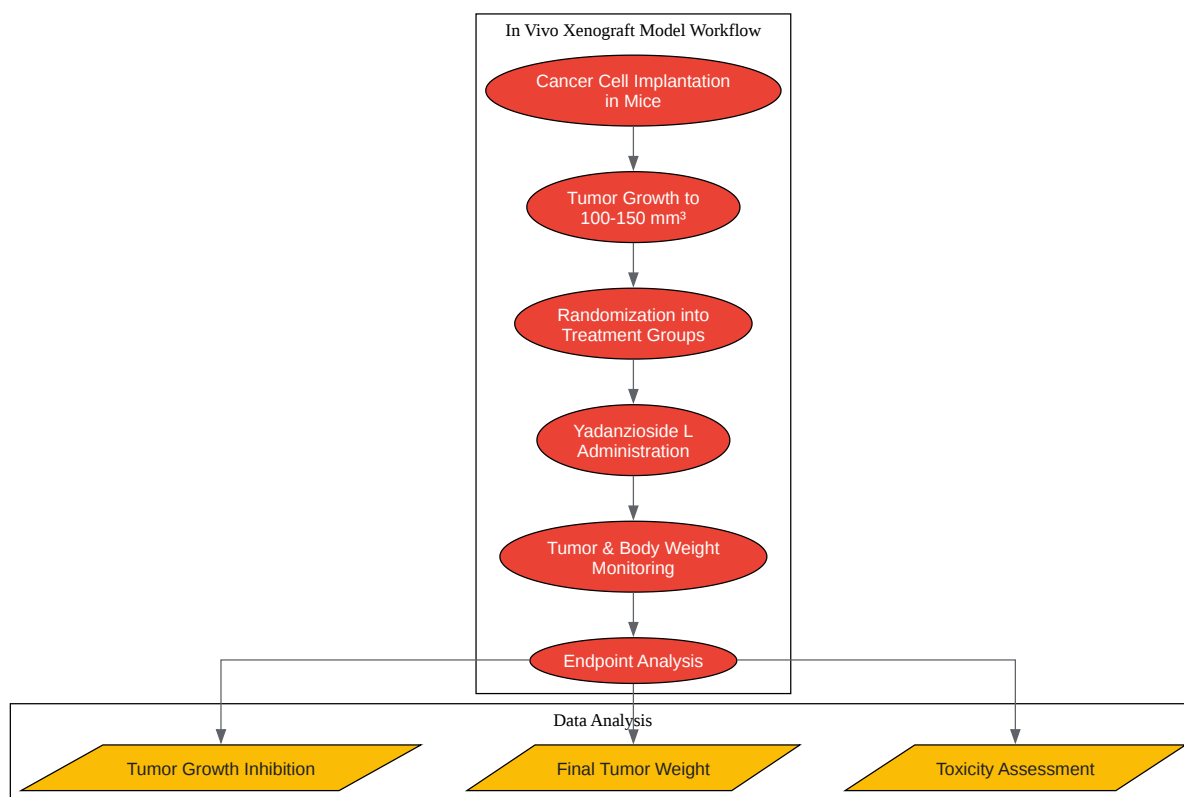 In Vivo Xenograft Model Workflow
Cancer Cell Implantation
in Mice
Tumor Growth to
100-150 mm³
Randomization into
Treatment Groups
Yadanzioside L
Administration
Tumor & Body Weight
Monitoring
Endpoint Analysis
Data Analysis
Tumor Growth Inhibition
Final Tumor Weight
Toxicity Assessment